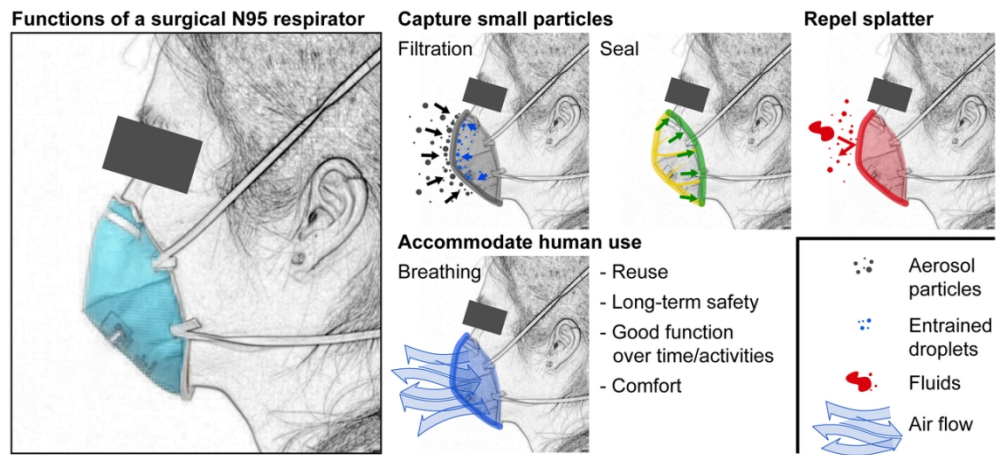 Functions of a surgical N95 respirator
Capture small particles
Filtration
Seal
Repel splatter
Accommodate human use
Breathing
- Reuse
- Long-term safety
- Good function
over time/activities
- Comfort
Aerosol
particles
Entrained
droplets
Fluids
Air flow